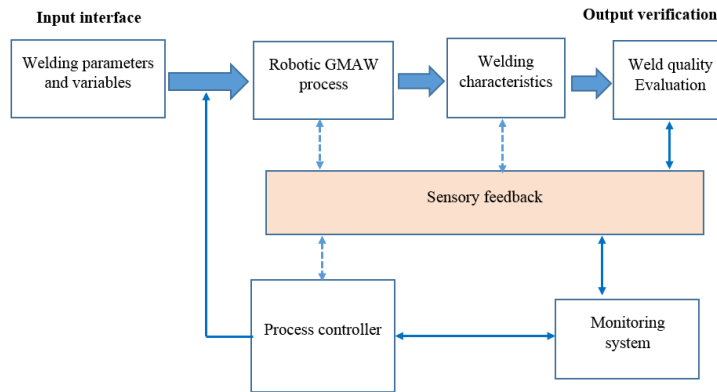 Input interface
Output verification
Welding parameters
and variables
Robotic GMAW
process
Welding
characteristics
Weld quality
Evaluation
Sensory feedback
Process controller
Monitoring
system